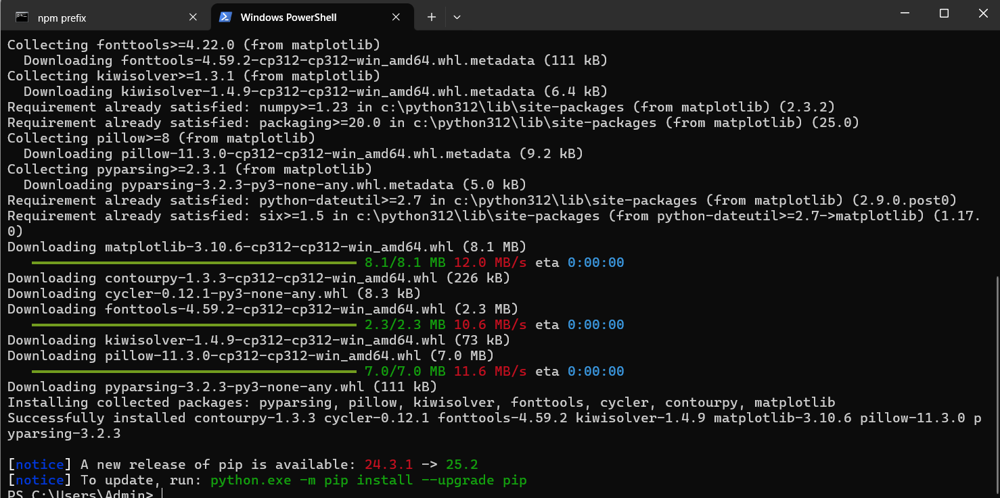 npm prefix
Windows PowerShell
Collecting fonttools>=4.22.0 (from matplotlib)
  Downloading fonttools-4.59.2-cp312-cp312-win_amd64.whl.metadata (111 kB)
Collecting kiwisolver>=1.3.1 (from matplotlib)
  Downloading kiwisolver-1.4.9-cp312-cp312-win_amd64.whl.metadata (6.4 kB)
Requirement already satisfied: numpy>=1.23 in c:\python312\lib\site-packages (from matplotlib) (2.3.2)
Requirement already satisfied: packaging>=20.0 in c:\python312\lib\site-packages (from matplotlib) (25.0)
Collecting pillow>=8 (from matplotlib)
  Downloading pillow-11.3.0-cp312-cp312-win_amd64.whl.metadata (9.2 kB)
Collecting pyparsing>=2.3.1 (from matplotlib)
  Downloading pyparsing-3.2.3-py3-none-any.whl.metadata (5.0 kB)
Requirement already satisfied: python-dateutil>=2.7 in c:\python312\lib\site-packages (from matplotlib) (2.9.0.post0)
Requirement already satisfied: six>=1.5 in c:\python312\lib\site-packages (from python-dateutil>=2.7->matplotlib) (1.17.
0)
Downloading matplotlib-3.10.6-cp312-cp312-win_amd64.whl (8.1 MB)
8.1/8.1 MB 12.0 MB/s eta 0:00:00
Downloading contourpy-1.3.3-cp312-cp312-win_amd64.whl (226 kB)
Downloading cycler-0.12.1-py3-none-any.whl (8.3 kB)
Downloading fonttools-4.59.2-cp312-cp312-win_amd64.whl (2.3 MB)
2.3/2.3 MB 10.6 MB/s eta 0:00:00
Downloading kiwisolver-1.4.9-cp312-cp312-win_amd64.whl (73 kB)
Downloading pillow-11.3.0-cp312-cp312-win_amd64.whl (7.0 MB)
7.0/7.0 MB 11.6 MB/s eta 0:00:00
Downloading pyparsing-3.2.3-py3-none-any.whl (111 kB)
Installing collected packages: pyparsing, pillow, kiwisolver, fonttools, cycler, contourpy, matplotlib
Successfully installed contourpy-1.3.3 cycler-0.12.1 fonttools-4.59.2 kiwisolver-1.4.9 matplotlib-3.10.6 pillow-11.3.0 p
yparsing-3.2.3
[notice] A new release of pip is available: 24.3.1 -> 25.2
[notice] To update, run: python.exe -m pip install --upgrade pip
PS C:\Users\Admin>